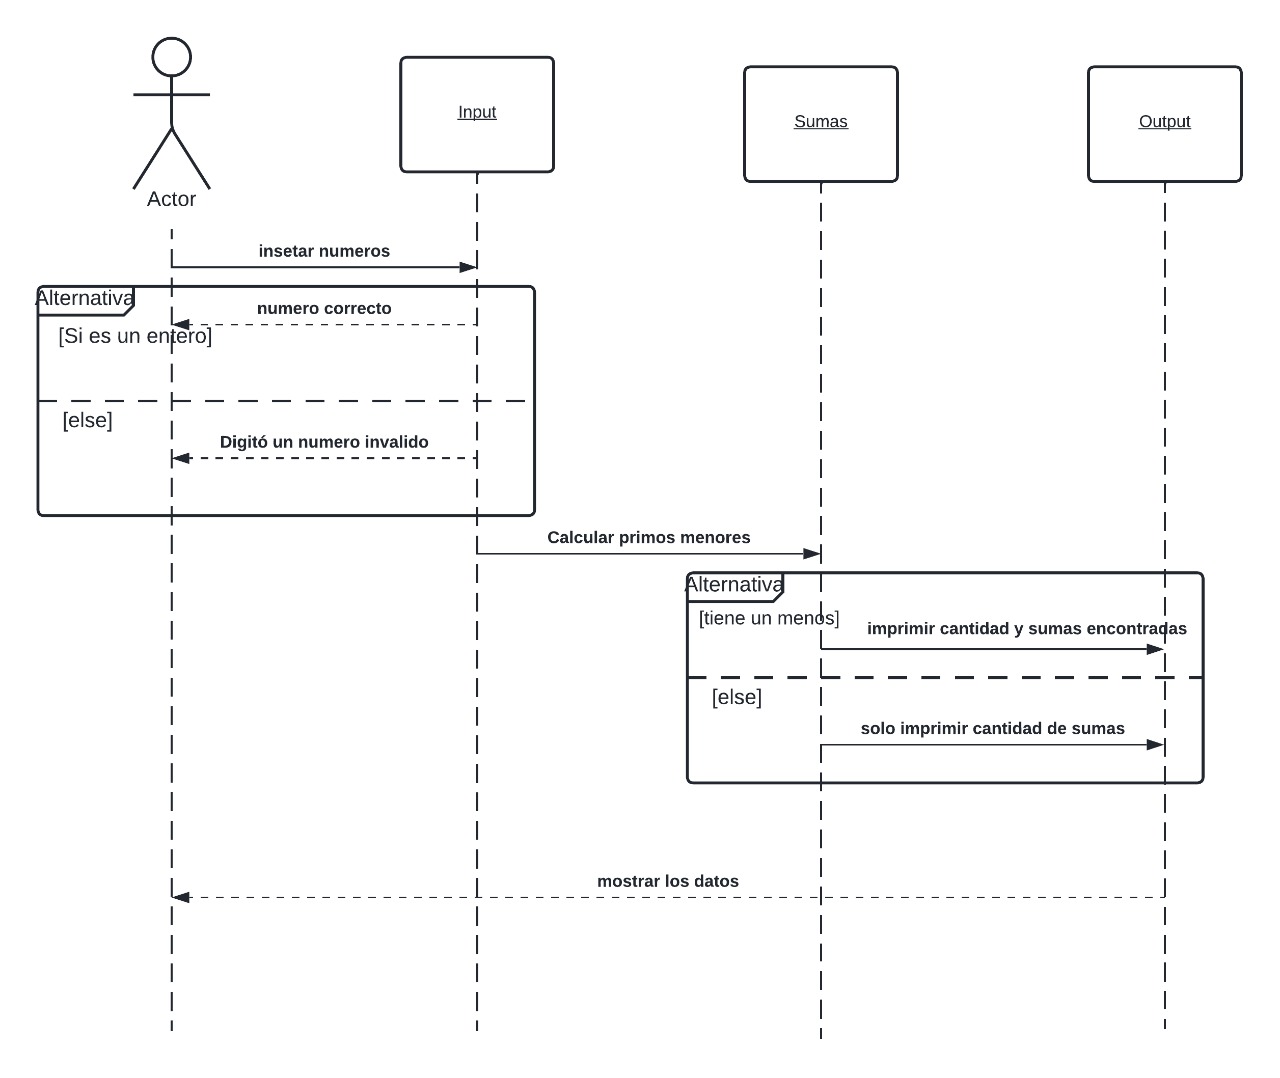 Input
Sumas
Output
Actor
insetar numeros
Alternativa
numero correcto
[Si es un entero]
[else]
Digitó un numero invalido
Calcular primos menores
Alternativa
[tiene un menos]
imprimir cantidad y sumas encontradas
[else]
solo imprimir cantidad de sumas
mostrar los datos